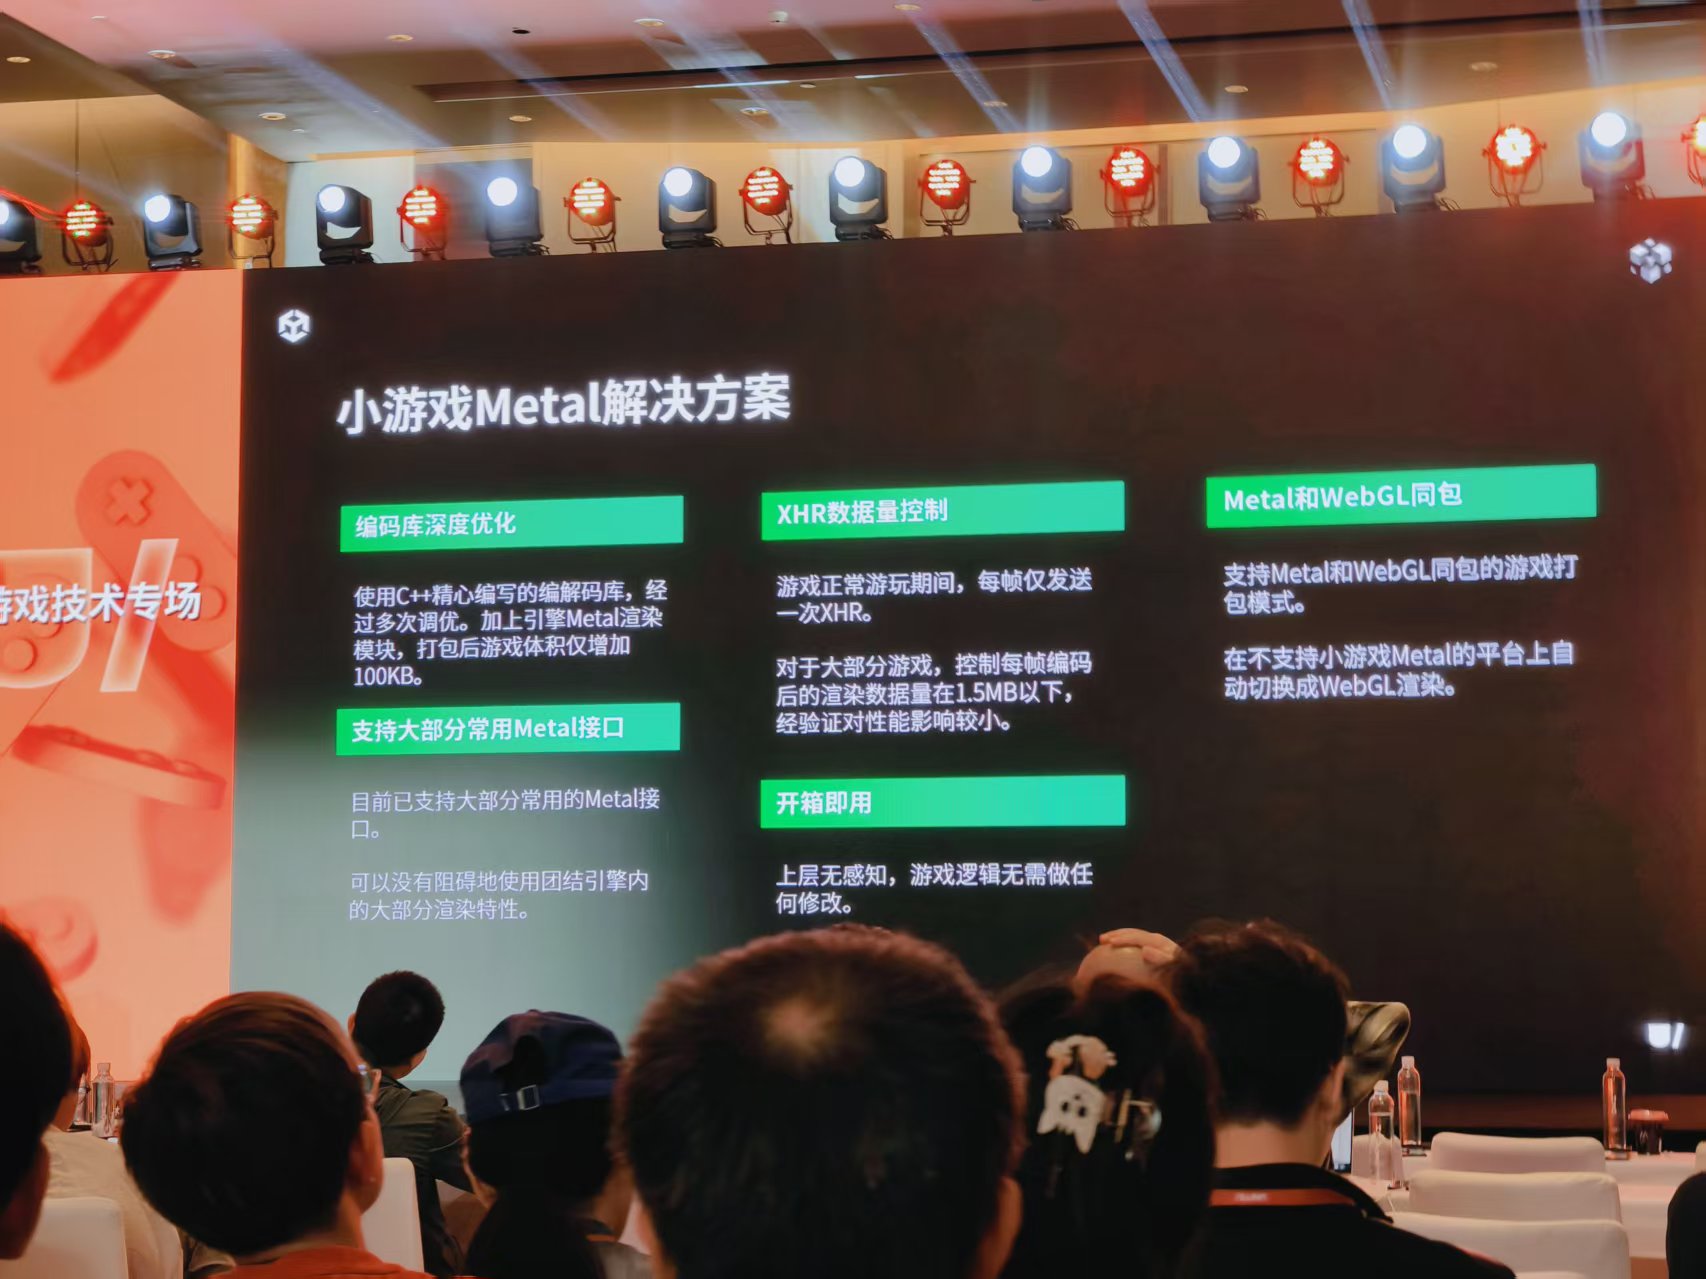 小游戏Metal解决方案
编码库深度优化
使用C++精心编写的编解码库，经
过多次调优。加上引擎Metal渲染
模块，打包后游戏体积仅增加
100KB。
支持大部分常用Metal接口
目前已支持大部分常用的Metal接
口。
可以没有阻碍地使用团结引擎内
的大部分渲染特性。
XHR数据量控制
游戏正常游玩期间，每帧仅发送
一次XHR。
对于大部分游戏，控制每帧编码
后的渲染数据量在1.5MB以下，
经验证对性能影响较小。
开箱即用
上层无感知，游戏逻辑无需做任
何修改。
Metal和WebGL同包
支持Metal和WebGL同包的游戏打
包模式。
在不支持小游戏Metal的平台上自
动切换成WebGL渲染。
游戏技术专场
U/
U/